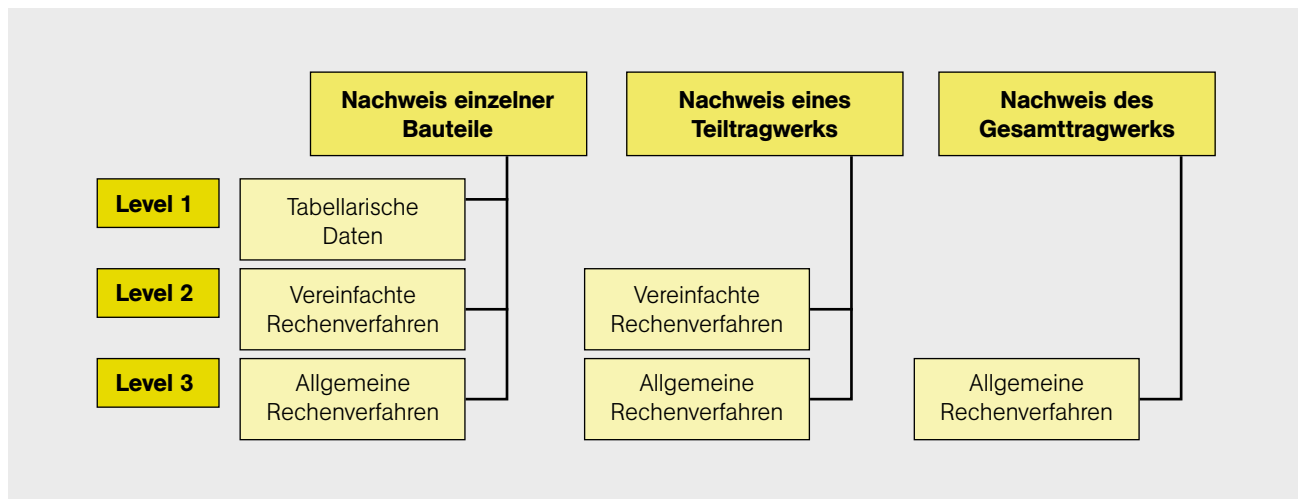 Nachweis einzelner
Bauteile
Nachweis eines
Teiltragwerks
Nachweis des
Gesamttragwerks
Level 1
Tabellarische
Daten
Level 2
Vereinfachte
Rechenverfahren
Vereinfachte
Rechenverfahren
Level 3
Allgemeine
Rechenverfahren
Allgemeine
Rechenverfahren
Allgemeine
Rechenverfahren